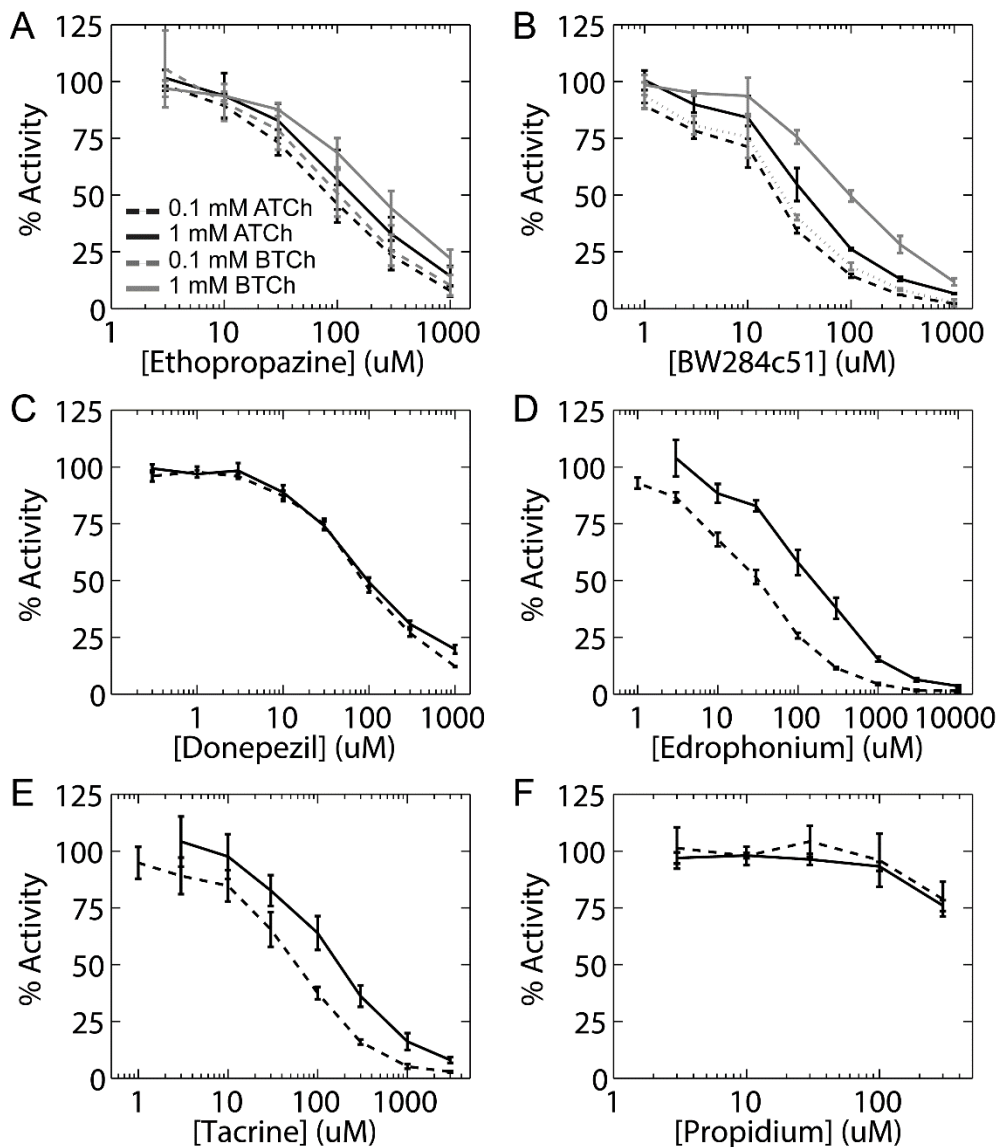 A
125
100
75
50
25
0
% Activity
0.1 mM ATCh
1 mM ATCh
0.1 mM BTCh
1 mM BTCh
1 10 100 1000
[Ethopropazine] (uM)
B
125
100
75
50
25
0
% Activity
1 10 100 1000
[BW284c51] (uM)
C
125
100
75
50
25
0
% Activity
1 10 100 1000
[Donepezil] (uM)
D
125
100
75
50
25
0
% Activity
10 100 1000 10000
[Edrophonium] (uM)
E
125
100
75
50
25
0
% Activity
1 10 100 1000
[Tacrine] (uM)
F
125
100
75
50
25
0
% Activity
1 10 100
[Propidium] (uM)